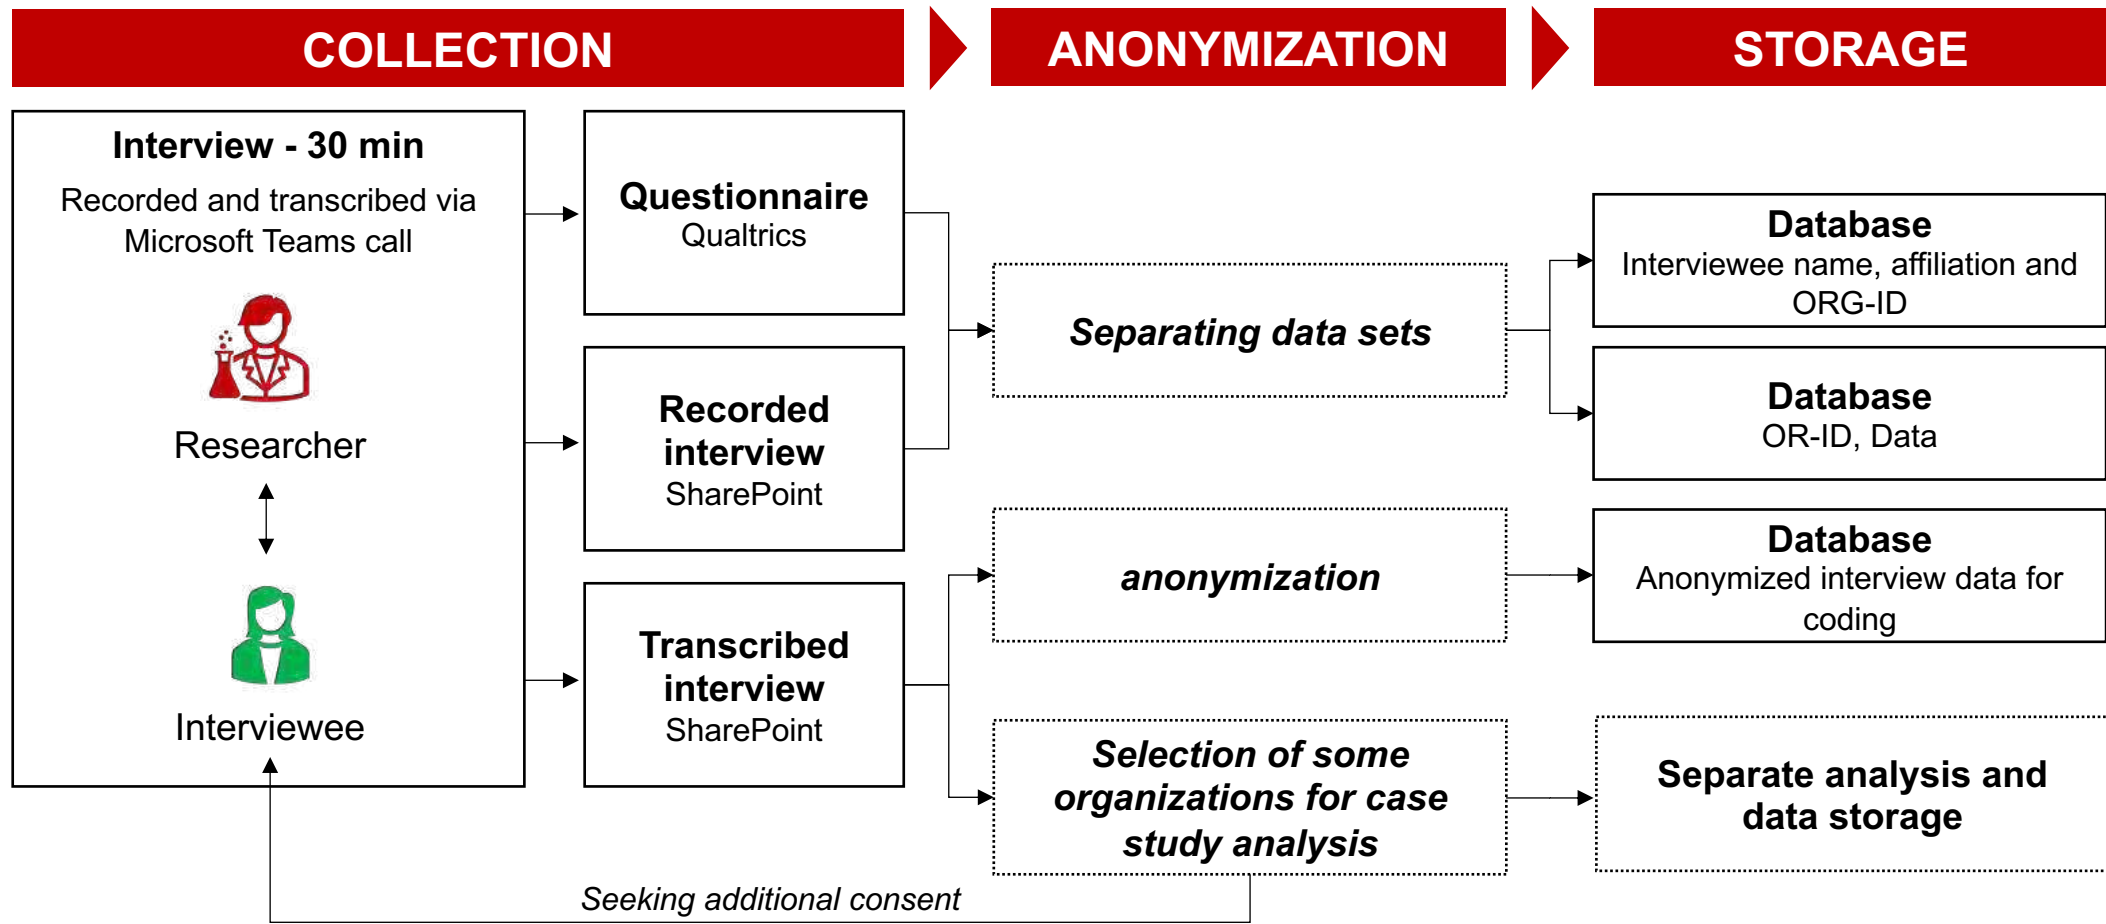 COLLECTION
ANONYMIZATION
STORAGE
Interview - 30 min
Recorded and transcribed via
Microsoft Teams call
Researcher
Interviewee
Questionnaire
Qualtrics
Recorded
interview
SharePoint
Transcribed
interview
SharePoint
Separating data sets
anonymization
Selection of some
organizations for case
study analysis
Seeking additional consent
Database
Interviewee name, affiliation and
ORG-ID
Database
OR-ID, Data
Database
Anonymized interview data for
coding
Separate analysis and
data storage